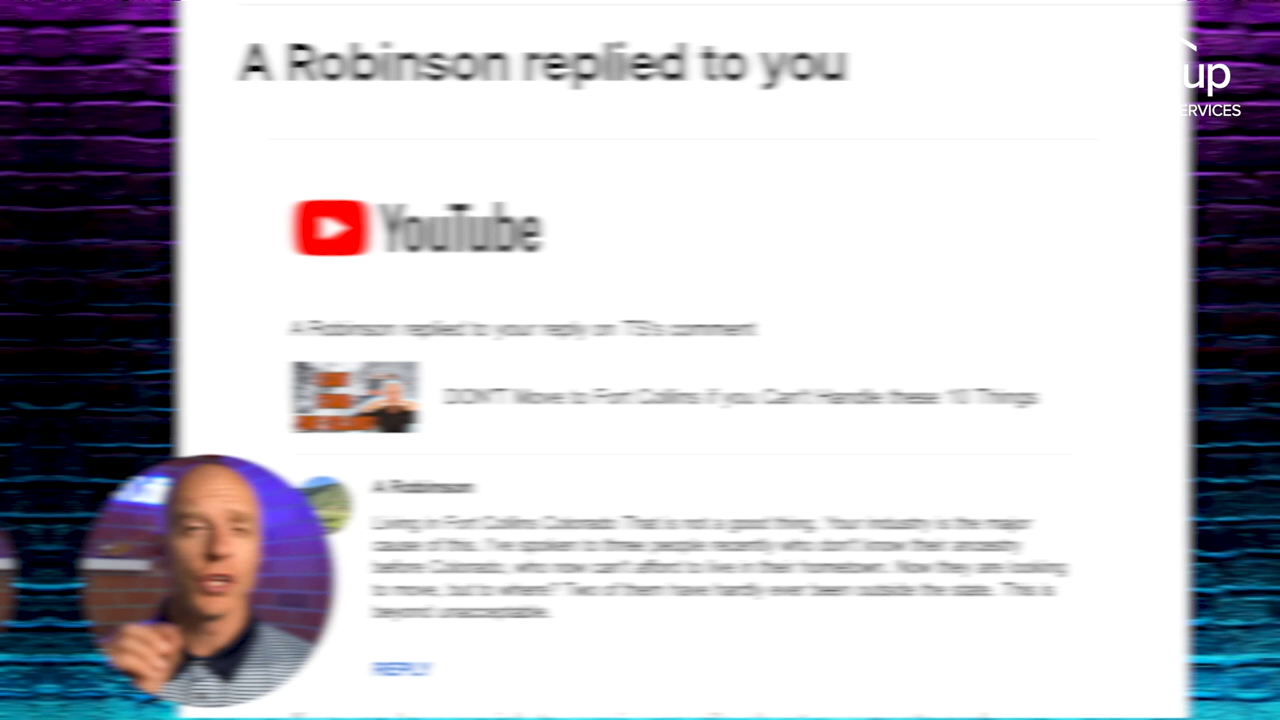 A Robinson replied to you
up
ERVICES
YouTube
A Robinson replied to your reply on TS's comment
DON'T Move to Fort Collins if you Can't Handle these 10 Things
A Robinson
Living in Fort Collins Colorado That is not a good thing. Your industry is the major
cause of this. I've spoken to three people recently who don't know their ancestry
before Colorado, who now can't afford to live in their hometown. Now they are looking
to move, but to where? Two of them have hardly ever been outside the state. This is
beyond unacceptable.
REPLY